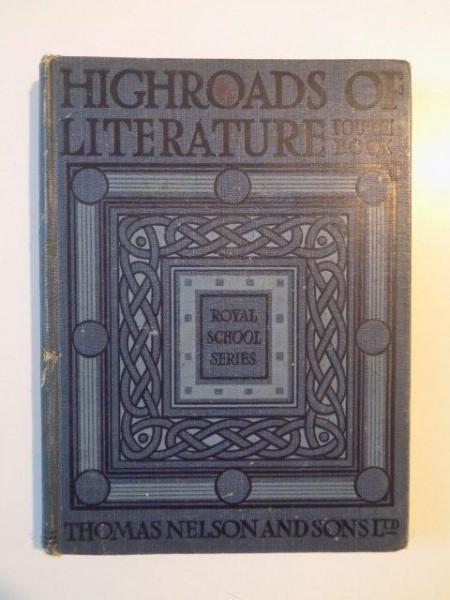 HIGHROADS OF
LITERATURE
FOURTH
BOOK
ROYAL
SCHOOL
SERIES
THOMAS NELSON AND SONS LTD